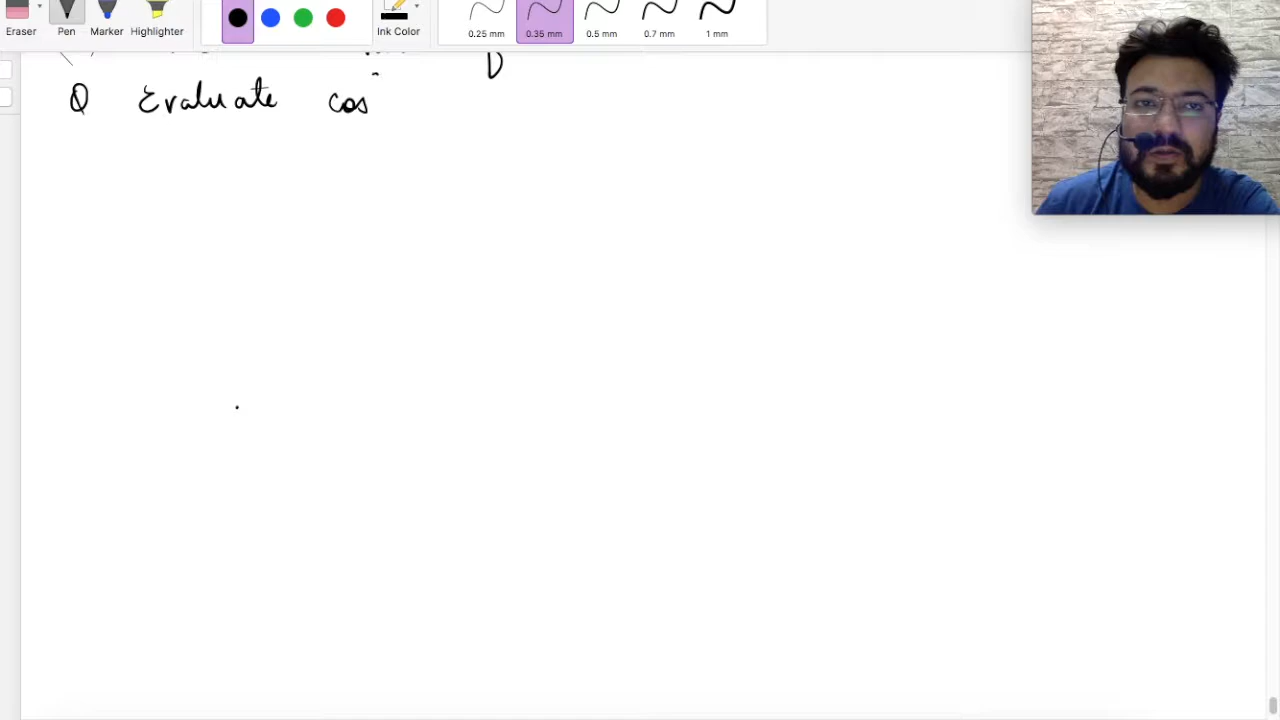 Eraser Pen Marker Highlighter Ink Color 0.25 mm 0.35 mm 0.5 mm 0.7 mm 1 mm
D
Q Evaluate cos